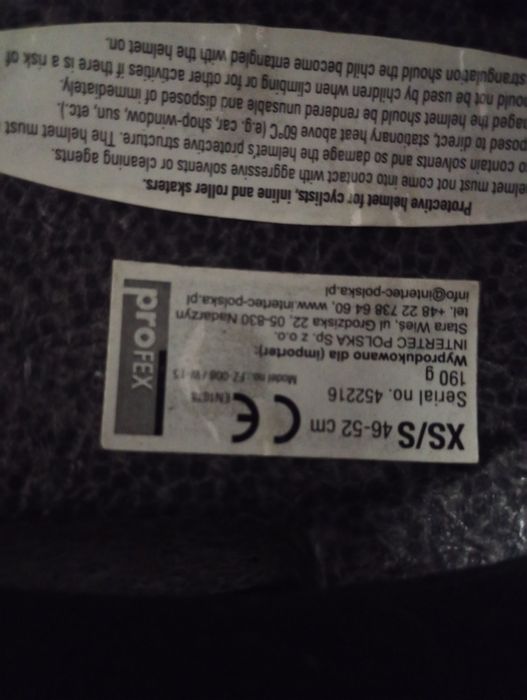 XS/S 46-52 cm CE
Serial no. 452216 EN1078
190 g
Wyprodukowano dla (importer):
INTERTEC POLSKA Sp. z o.o.
Stara Wieś, ul Grodziska 22, 05-830 Nadarzyn
tel. +48 22 738 64 60, www.intertec-polska.pl
info@intertec-polska.pl
PROFEX
Protective helmet for cyclists, inline and roller skaters.
elmet must not come into contact with aggressive solvents or cleaning agents.
o contain solvents and so damage the helmet's protective structure. The helmet must
posed to direct, stationary heat above 60°C (e.g. car, shop-window, sun, etc.).
aged the helmet should be rendered unusable and disposed of immediately.
ould not be used by children when climbing or for other activities if there is a risk of
strangulation should the child become entangled with the helmet on.